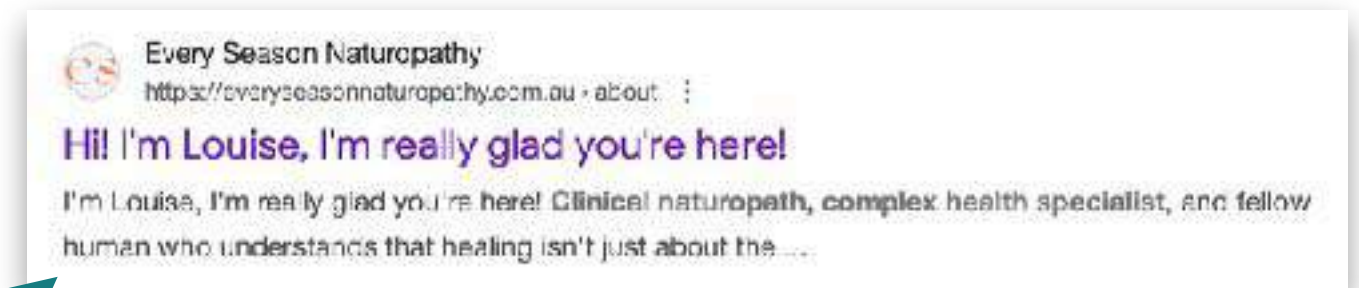 Every Season Naturopathy
https://everyseasonnaturopathy.com.au › about
Hi! I'm Louise, I'm really glad you're here!
I'm Louise, I'm really glad you're here! Clinical naturopath, complex health specialist, and fellow
human who understands that healing isn't just about the ...